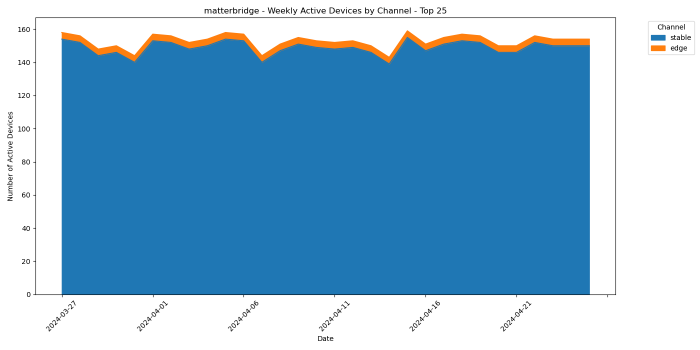 matterbridge - Weekly Active Devices by Channel - Top 25
Channel
stable
edge
Number of Active Devices
160
140
120
100
80
60
40
20
0
2024-03-27
2024-04-01
2024-04-06
2024-04-11
2024-04-16
2024-04-21
Date